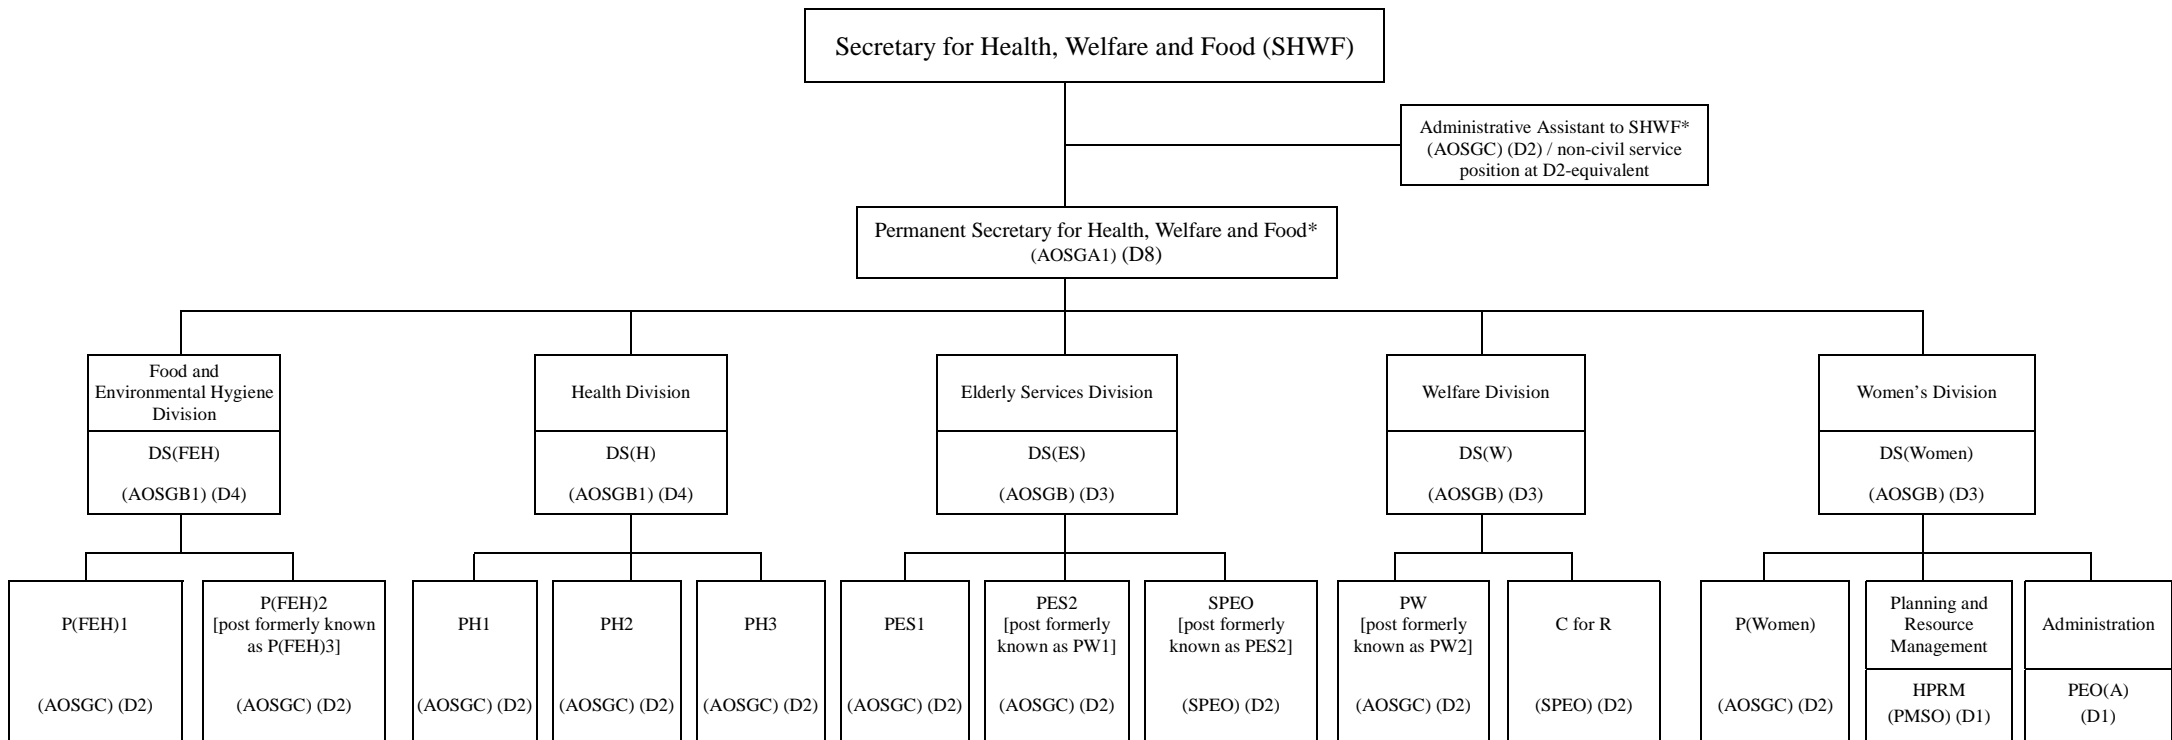 Secretary for Health, Welfare and Food (SHWF)
Administrative Assistant to SHWF*
(AOSGC) (D2) / non-civil service
position at D2-equivalent
Permanent Secretary for Health, Welfare and Food*
(AOSGA1) (D8)
Food and
Environmental Hygiene
Division
DS(FEH)
(AOSGB1) (D4)
Health Division
DS(H)
(AOSGB1) (D4)
Elderly Services Division
DS(ES)
(AOSGB) (D3)
Welfare Division
DS(W)
(AOSGB) (D3)
Women’s Division
DS(Women)
(AOSGB) (D3)
P(FEH)1
(AOSGC) (D2)
P(FEH)2
[post formerly known
as P(FEH)3]
(AOSGC) (D2)
PH1
(AOSGC) (D2)
PH2
(AOSGC) (D2)
PH3
(AOSGC) (D2)
PES1
(AOSGC) (D2)
PES2
[post formerly
known as PW1]
(AOSGC) (D2)
SPEO
[post formerly
known as PES2]
(SPEO) (D2)
PW
[post formerly
known as PW2]
(AOSGC) (D2)
C for R
(SPEO) (D2)
P(Women)
(AOSGC) (D2)
Planning and
Resource
Management
HPRM
(PMSO) (D1)
Administration
PEO(A)
(D1)